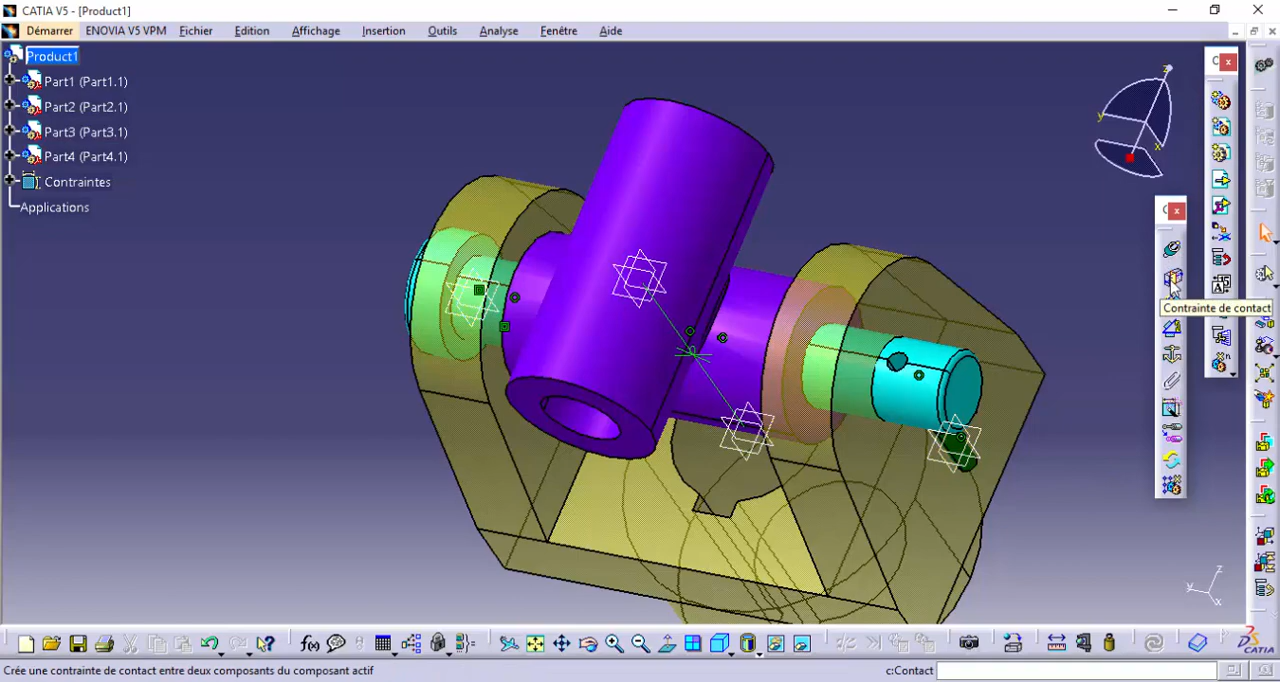 CATIA V5 - [Product1]
Démarrer ENOVIA V5 VPM Fichier Edition Affichage Insertion Outils Analyse Fenêtre Aide
Product1
Part1 (Part1.1)
Part2 (Part2.1)
Part3 (Part3.1)
Part4 (Part4.1)
Contraintes
Applications
z
y
x
C
C
Contrainte de contact
z
y
x
f(x)
CATIA
Crée une contrainte de contact entre deux composants du composant actif
c:Contact